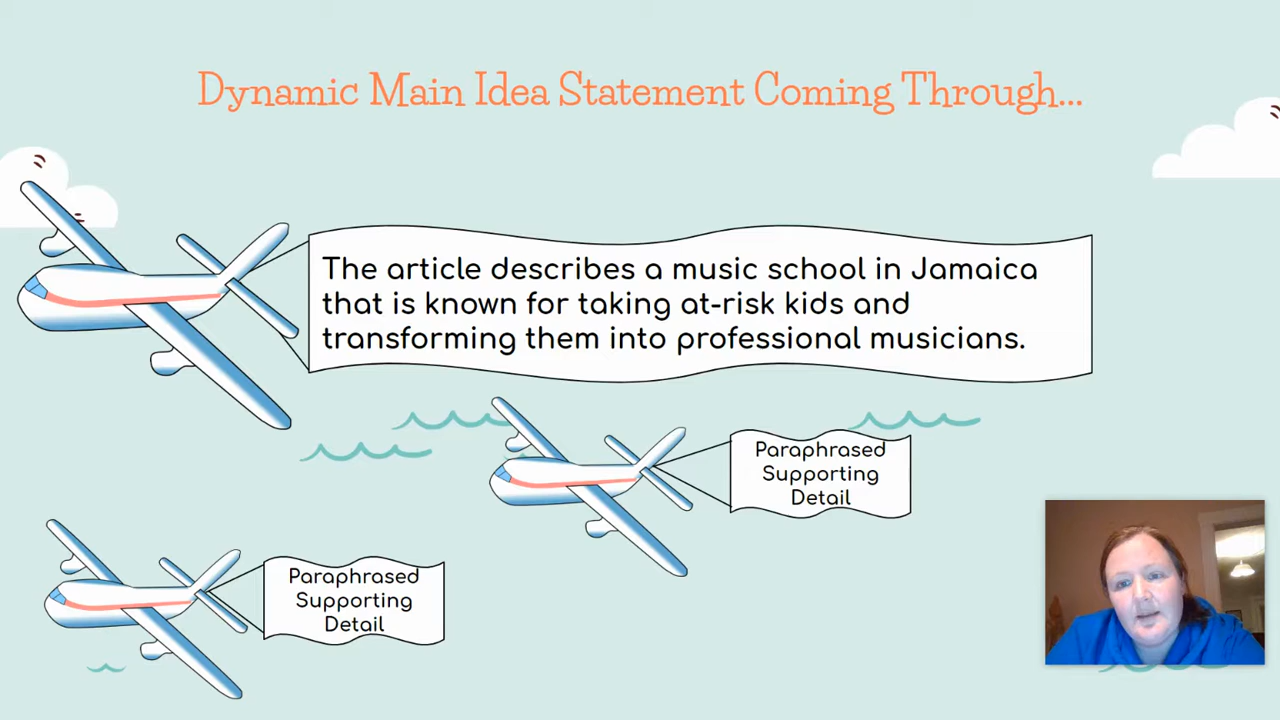 Dynamic Main Idea Statement Coming Through...
The article describes a music school in Jamaica
that is known for taking at-risk kids and
transforming them into professional musicians.
Paraphrased
Supporting
Detail
Paraphrased
Supporting
Detail